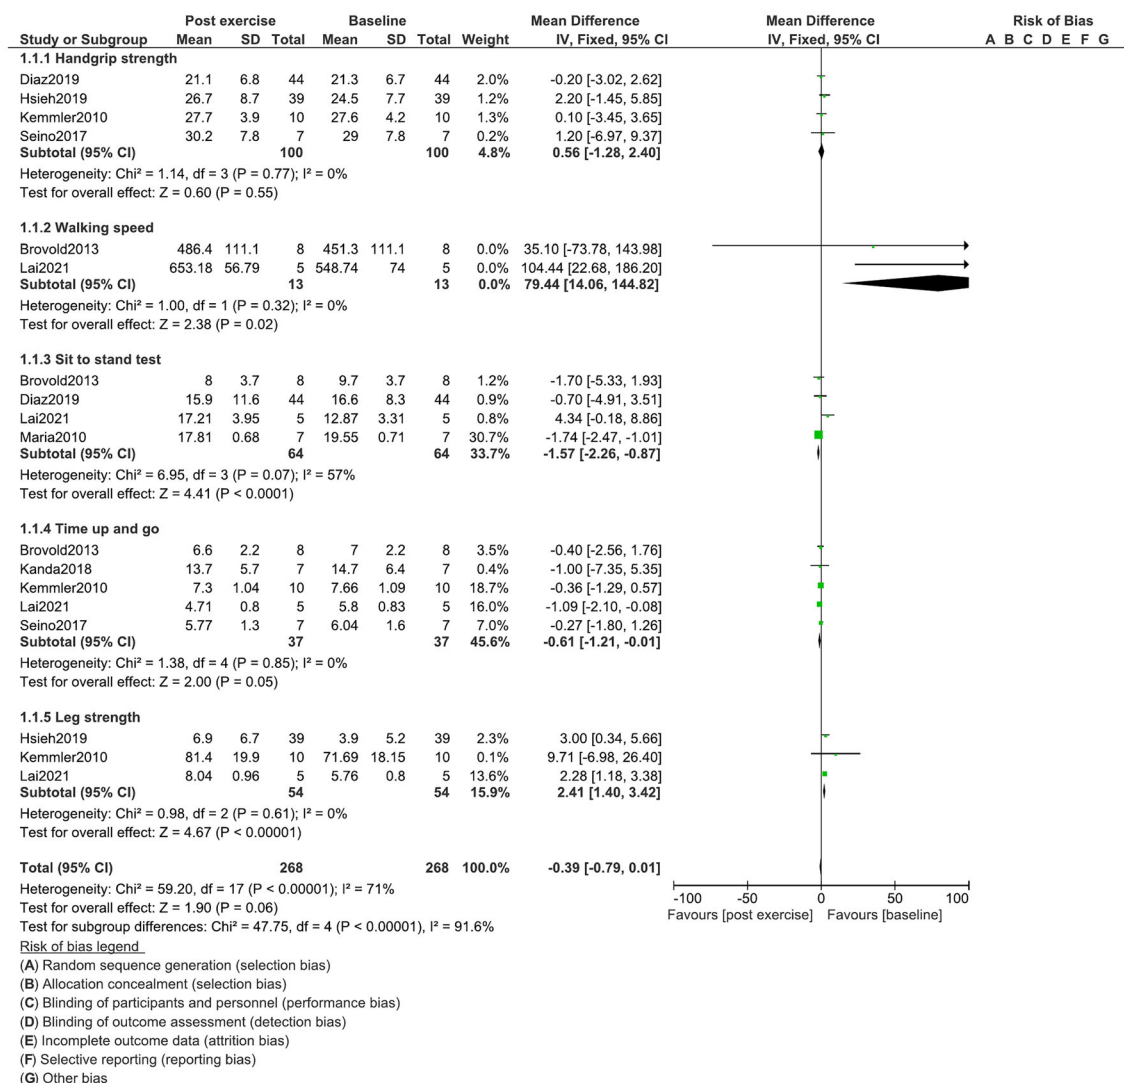 Post exercise Baseline Mean Difference Mean Difference Risk of Bias
Study or Subgroup Mean SD Total Mean SD Total Weight IV, Fixed, 95% CI IV, Fixed, 95% CI A B C D E F G
1.1.1 Handgrip strength
Diaz2019 21.1 6.8 44 21.3 6.7 44 2.0% -0.20 [-3.02, 2.62]
Hsieh2019 26.7 8.7 39 24.5 7.7 39 1.2% 2.20 [-1.45, 5.85]
Kemmler2010 27.7 3.9 10 27.6 4.2 10 1.3% 0.10 [-3.45, 3.65]
Seino2017 30.2 7.8 7 29 7.8 7 0.2% 1.20 [-6.97, 9.37]
Subtotal (95% CI) 100 100 4.8% 0.56 [-1.28, 2.40]
Heterogeneity: Chi² = 1.14, df = 3 (P = 0.77); I² = 0%
Test for overall effect: Z = 0.60 (P = 0.55)
1.1.2 Walking speed
Brovold2013 486.4 111.1 8 451.3 111.1 8 0.0% 35.10 [-73.78, 143.98]
Lai2021 653.18 56.79 5 548.74 74 5 0.0% 104.44 [22.68, 186.20]
Subtotal (95% CI) 13 13 0.0% 79.44 [14.06, 144.82]
Heterogeneity: Chi² = 1.00, df = 1 (P = 0.32); I² = 0%
Test for overall effect: Z = 2.38 (P = 0.02)
1.1.3 Sit to stand test
Brovold2013 8 3.7 8 9.7 3.7 8 1.2% -1.70 [-5.33, 1.93]
Diaz2019 15.9 11.6 44 16.6 8.3 44 0.9% -0.70 [-4.91, 3.51]
Lai2021 17.21 3.95 5 12.87 3.31 5 0.8% 4.34 [-0.18, 8.86]
Maria2010 17.81 0.68 7 19.55 0.71 7 30.7% -1.74 [-2.47, -1.01]
Subtotal (95% CI) 64 64 33.7% -1.57 [-2.26, -0.87]
Heterogeneity: Chi² = 6.95, df = 3 (P = 0.07); I² = 57%
Test for overall effect: Z = 4.41 (P < 0.0001)
1.1.4 Time up and go
Brovold2013 6.6 2.2 8 7 2.2 8 3.5% -0.40 [-2.56, 1.76]
Kanda2018 13.7 5.7 7 14.7 6.4 7 0.4% -1.00 [-7.35, 5.35]
Kemmler2010 7.3 1.04 10 7.66 1.09 10 18.7% -0.36 [-1.29, 0.57]
Lai2021 4.71 0.8 5 5.8 0.83 5 16.0% -1.09 [-2.10, -0.08]
Seino2017 5.77 1.3 7 6.04 1.6 7 7.0% -0.27 [-1.80, 1.26]
Subtotal (95% CI) 37 37 45.6% -0.61 [-1.21, -0.01]
Heterogeneity: Chi² = 1.38, df = 4 (P = 0.85); I² = 0%
Test for overall effect: Z = 2.00 (P = 0.05)
1.1.5 Leg strength
Hsieh2019 6.9 6.7 39 3.9 5.2 39 2.3% 3.00 [0.34, 5.66]
Kemmler2010 81.4 19.9 10 71.69 18.15 10 0.1% 9.71 [-6.98, 26.40]
Lai2021 8.04 0.96 5 5.76 0.8 5 13.6% 2.28 [1.18, 3.38]
Subtotal (95% CI) 54 54 15.9% 2.41 [1.40, 3.42]
Heterogeneity: Chi² = 0.98, df = 2 (P = 0.61); I² = 0%
Test for overall effect: Z = 4.67 (P < 0.00001)
Total (95% CI) 268 268 100.0% -0.39 [-0.79, 0.01]
Heterogeneity: Chi² = 59.20, df = 17 (P < 0.00001); I² = 71%
Test for overall effect: Z = 1.90 (P = 0.06)
Test for subgroup differences: Chi² = 47.75, df = 4 (P < 0.00001), I² = 91.6%
-100 -50 0 50 100
Favours [post exercise] Favours [baseline]
Risk of bias legend
(A) Random sequence generation (selection bias)
(B) Allocation concealment (selection bias)
(C) Blinding of participants and personnel (performance bias)
(D) Blinding of outcome assessment (detection bias)
(E) Incomplete outcome data (attrition bias)
(F) Selective reporting (reporting bias)
(G) Other bias